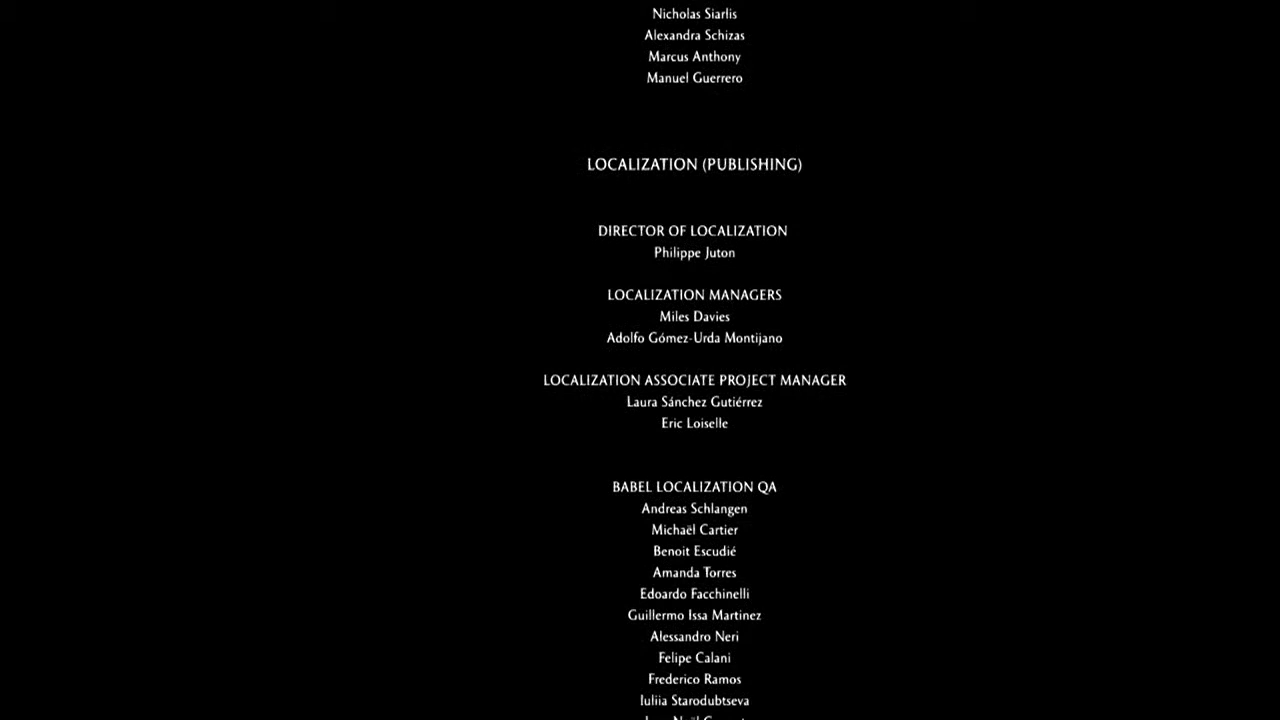 Nicholas Siarlis
Alexandra Schizas
Marcus Anthony
Manuel Guerrero
LOCALIZATION (PUBLISHING)
DIRECTOR OF LOCALIZATION
Philippe Juton
LOCALIZATION MANAGERS
Miles Davies
Adolfo Gómez-Urda Montijano
LOCALIZATION ASSOCIATE PROJECT MANAGER
Laura Sánchez Gutiérrez
Eric Loiselle
BABEL LOCALIZATION QA
Andreas Schlangen
Michaël Cartier
Benoit Escudié
Amanda Torres
Edoardo Facchinelli
Guillermo Issa Martinez
Alessandro Neri
Felipe Calani
Frederico Ramos
Iuliia Starodubtseva